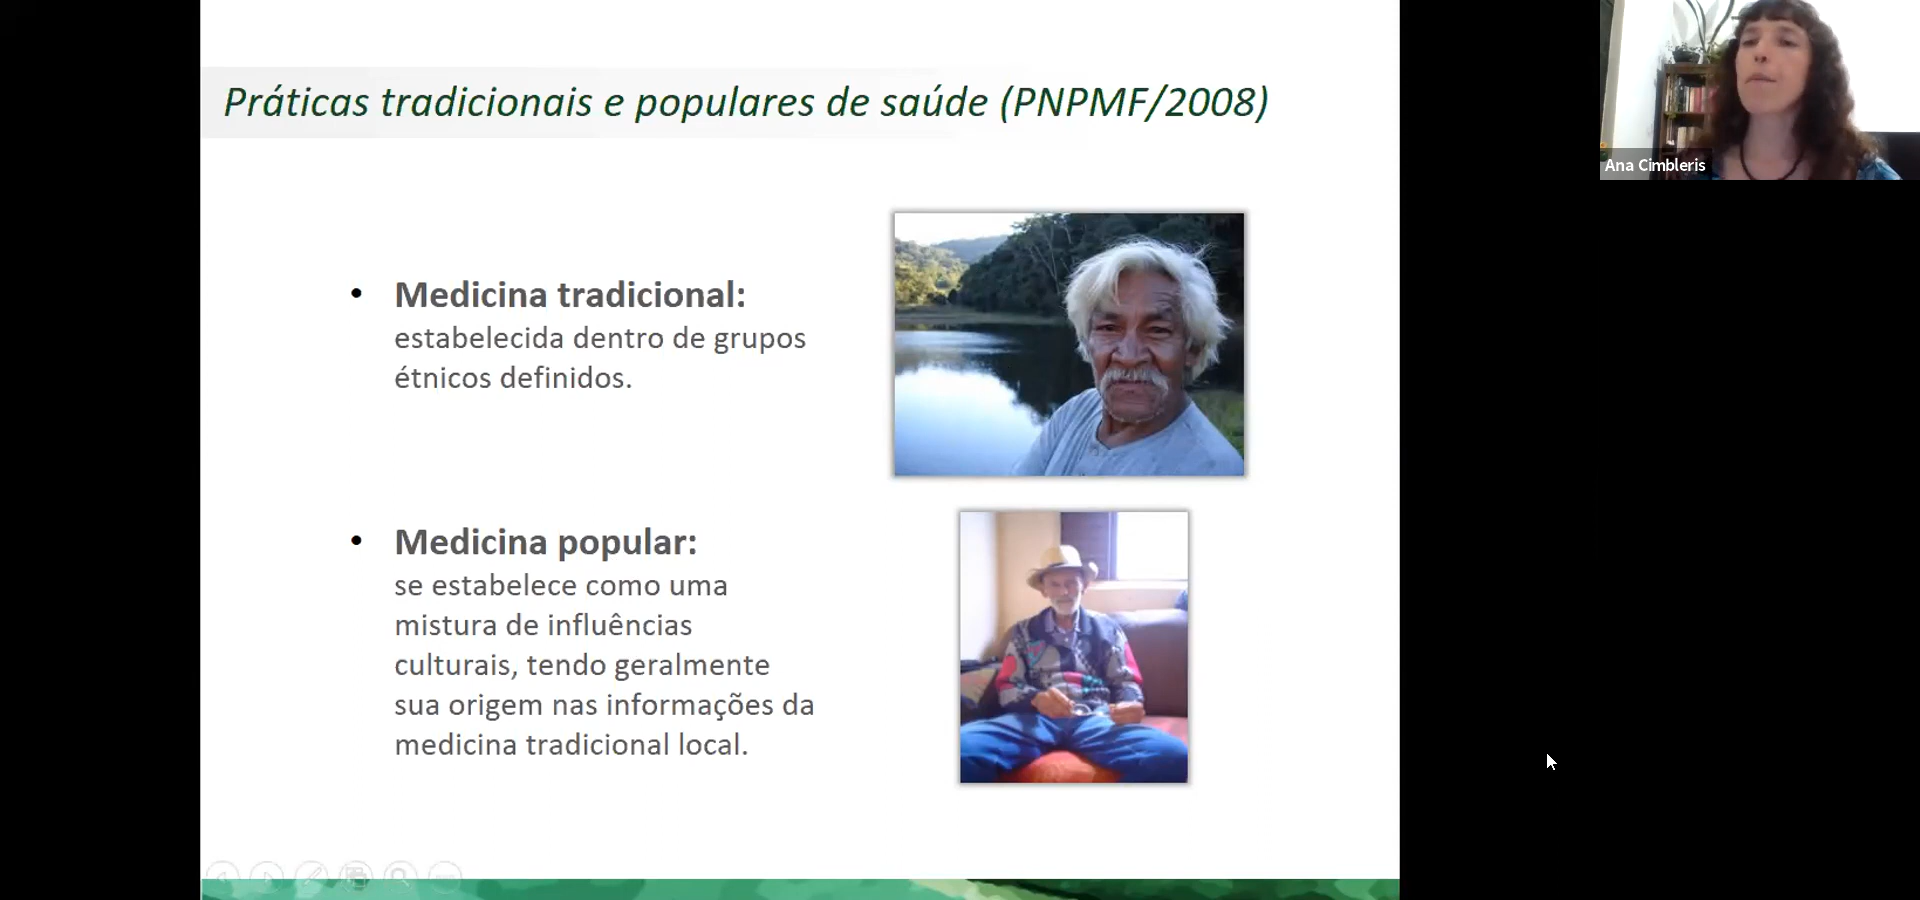 Práticas tradicionais e populares de saúde (PNPMF/2008)
Ana Cimbleris
• Medicina tradicional:
estabelecida dentro de grupos
étnicos definidos.
• Medicina popular:
se estabelece como uma
mistura de influências
culturais, tendo geralmente
sua origem nas informações da
medicina tradicional local.